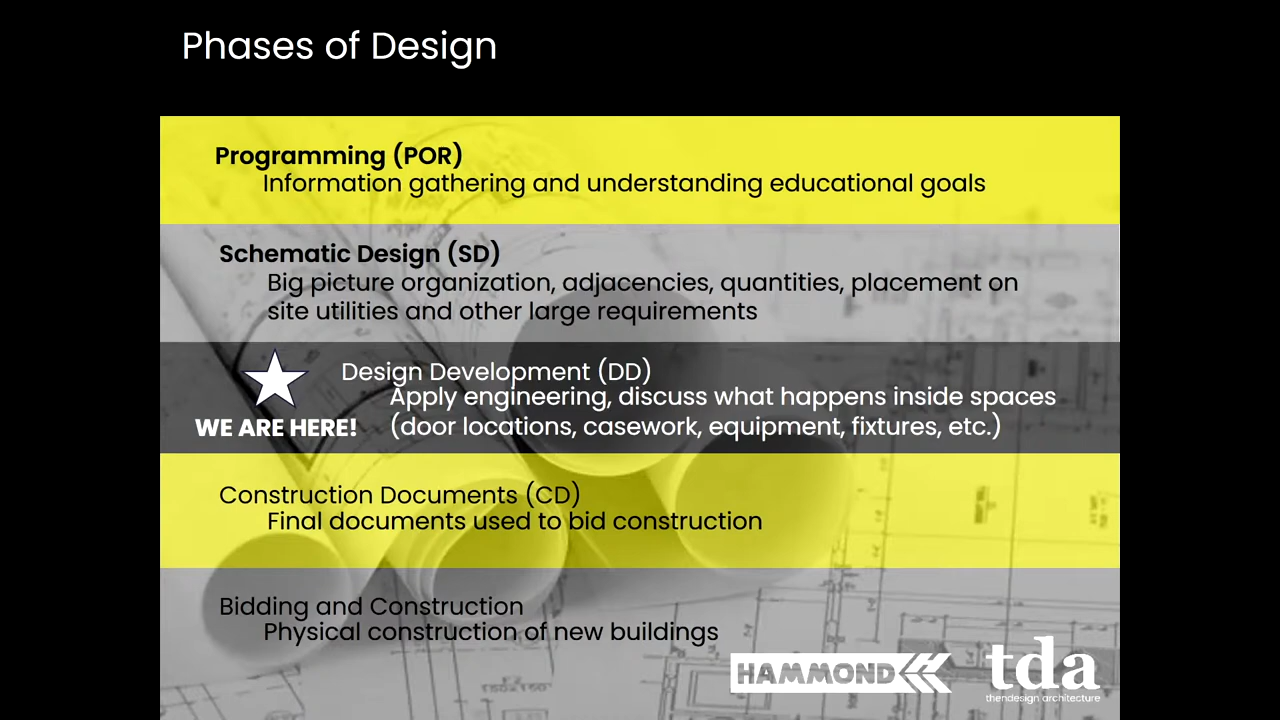 Phases of Design
Programming (POR)
Information gathering and understanding educational goals
Schematic Design (SD)
Big picture organization, adjacencies, quantities, placement on
site utilities and other large requirements
Design Development (DD)
Apply engineering, discuss what happens inside spaces
WE ARE HERE!
(door locations, casework, equipment, fixtures, etc.)
Construction Documents (CD)
Final documents used to bid construction
Bidding and Construction
Physical construction of new buildings
HAMMOND
tda
thendesign architecture
150x150